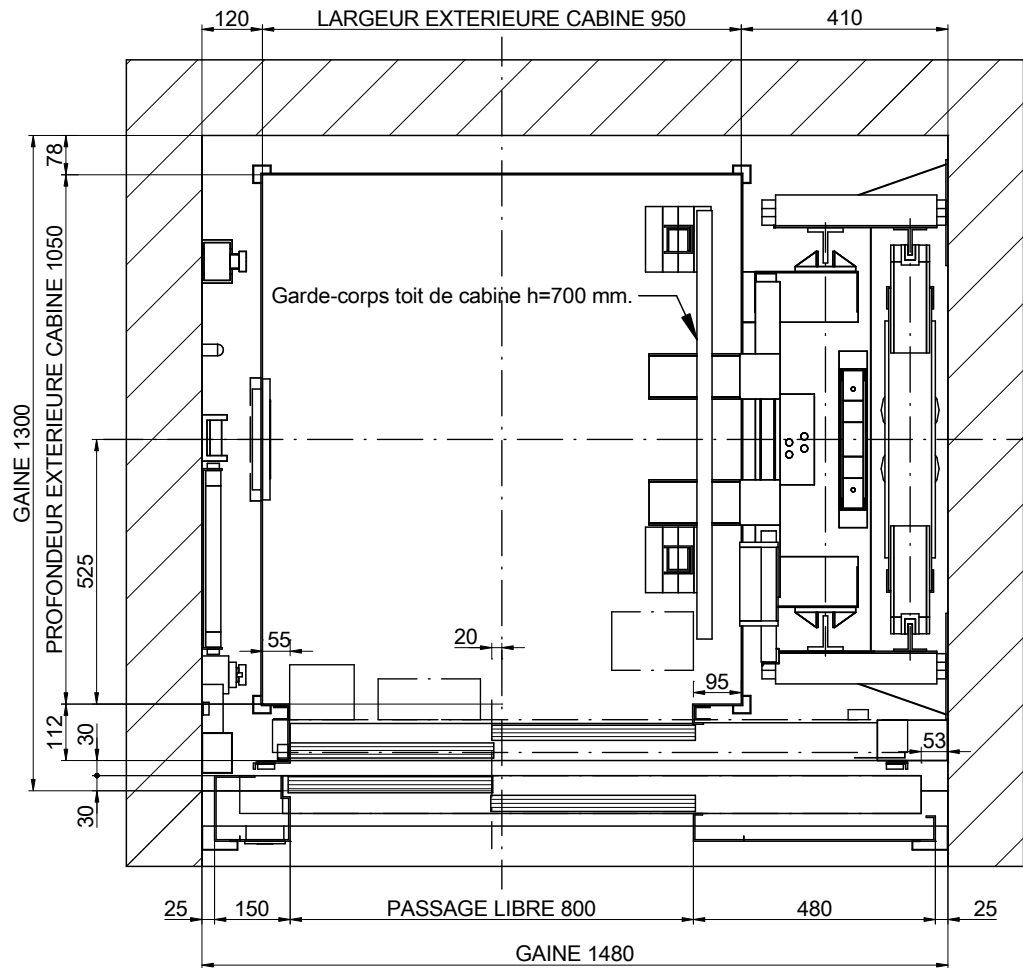 120
LARGEUR EXTERIEURE CABINE 950
410
78
GAINE 1300
PROFONDEUR EXTERIEURE CABINE 1050
Garde-corps toit de cabine h=700 mm.
525
55
20
95
112
30
53
30
25
150
PASSAGE LIBRE 800
480
25
GAINE 1480